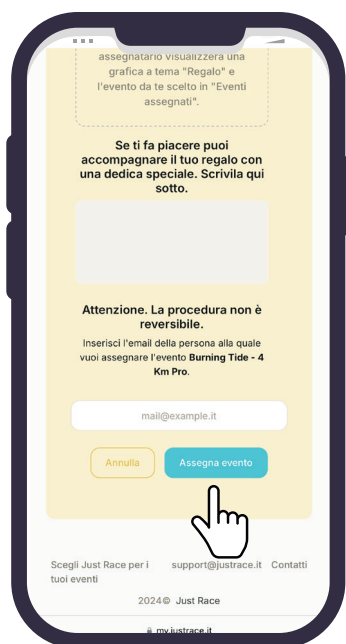 assegnatario visualizzerà una
grafica a tema "Regalo" e
l'evento da te scelto in "Eventi
assegnati".
Se ti fa piacere puoi
accompagnare il tuo regalo con
una dedica speciale. Scrivila qui
sotto.
Attenzione. La procedura non è
reversibile.
Inserisci l'email della persona alla quale
vuoi assegnare l'evento Burning Tide - 4
Km Pro.
mail@example.it
Annulla Assegna evento
Scegli Just Race per i support@justrace.it Contatti
tuoi eventi
2024© Just Race
my.justrace.it